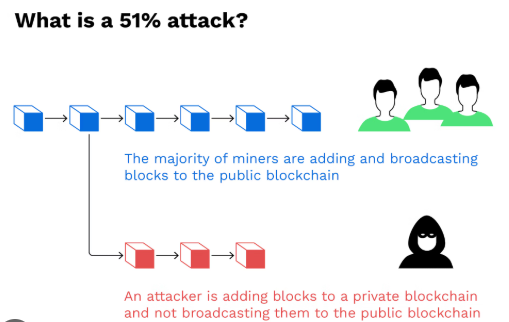 What is a 51% attack?
The majority of miners are adding and broadcasting
blocks to the public blockchain
An attacker is adding blocks to a private blockchain
and not broadcasting them to the public blockchain